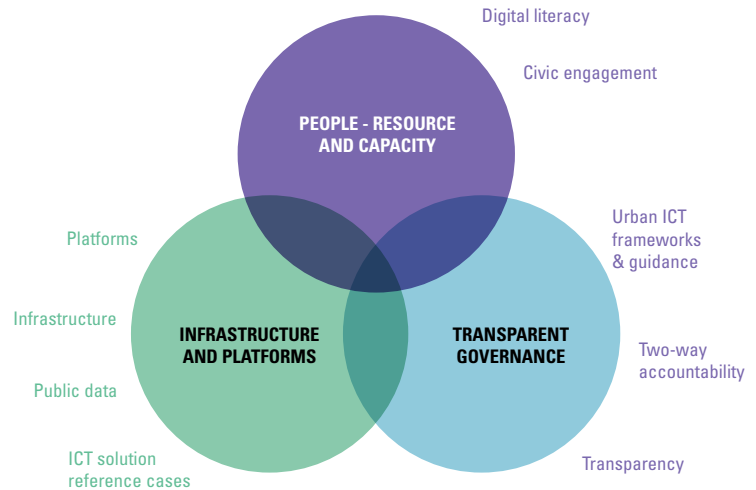 Digital literacy
Civic engagement
PEOPLE - RESOURCE
AND CAPACITY
Platforms
Infrastructure
Public data
ICT solution
reference cases
INFRASTRUCTURE
AND PLATFORMS
TRANSPARENT
GOVERNANCE
Urban ICT
frameworks
& guidance
Two-way
accountability
Transparency